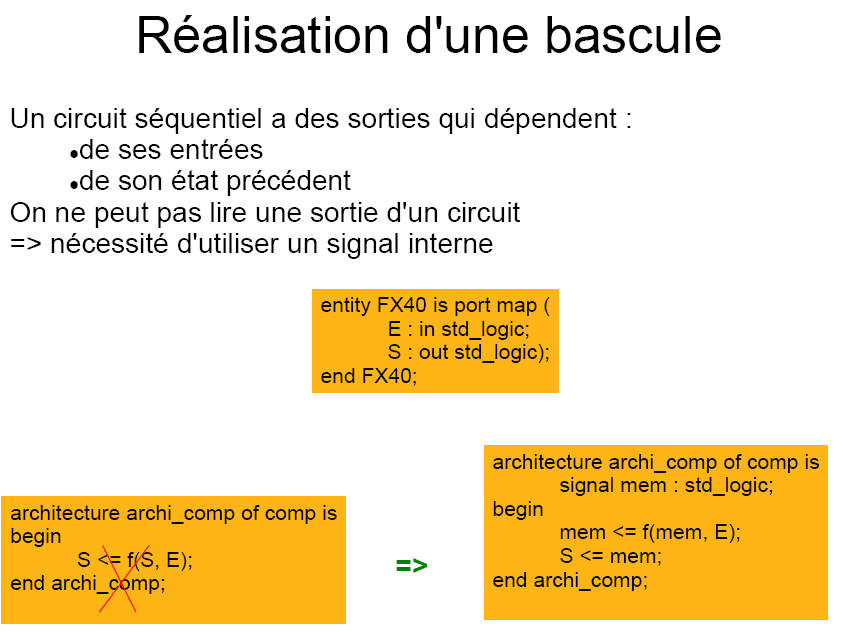 Réalisation d'une bascule
Un circuit séquentiel a des sorties qui dépendent :
●de ses entrées
●de son état précédent
On ne peut pas lire une sortie d'un circuit
=> nécessité d'utiliser un signal interne
entity FX40 is port map (
E : in std_logic;
S : out std_logic);
end FX40;
architecture archi_comp of comp is
begin
S <= f(S, E);
end archi_comp;
=>
architecture archi_comp of comp is
signal mem : std_logic;
begin
mem <= f(mem, E);
S <= mem;
end archi_comp;